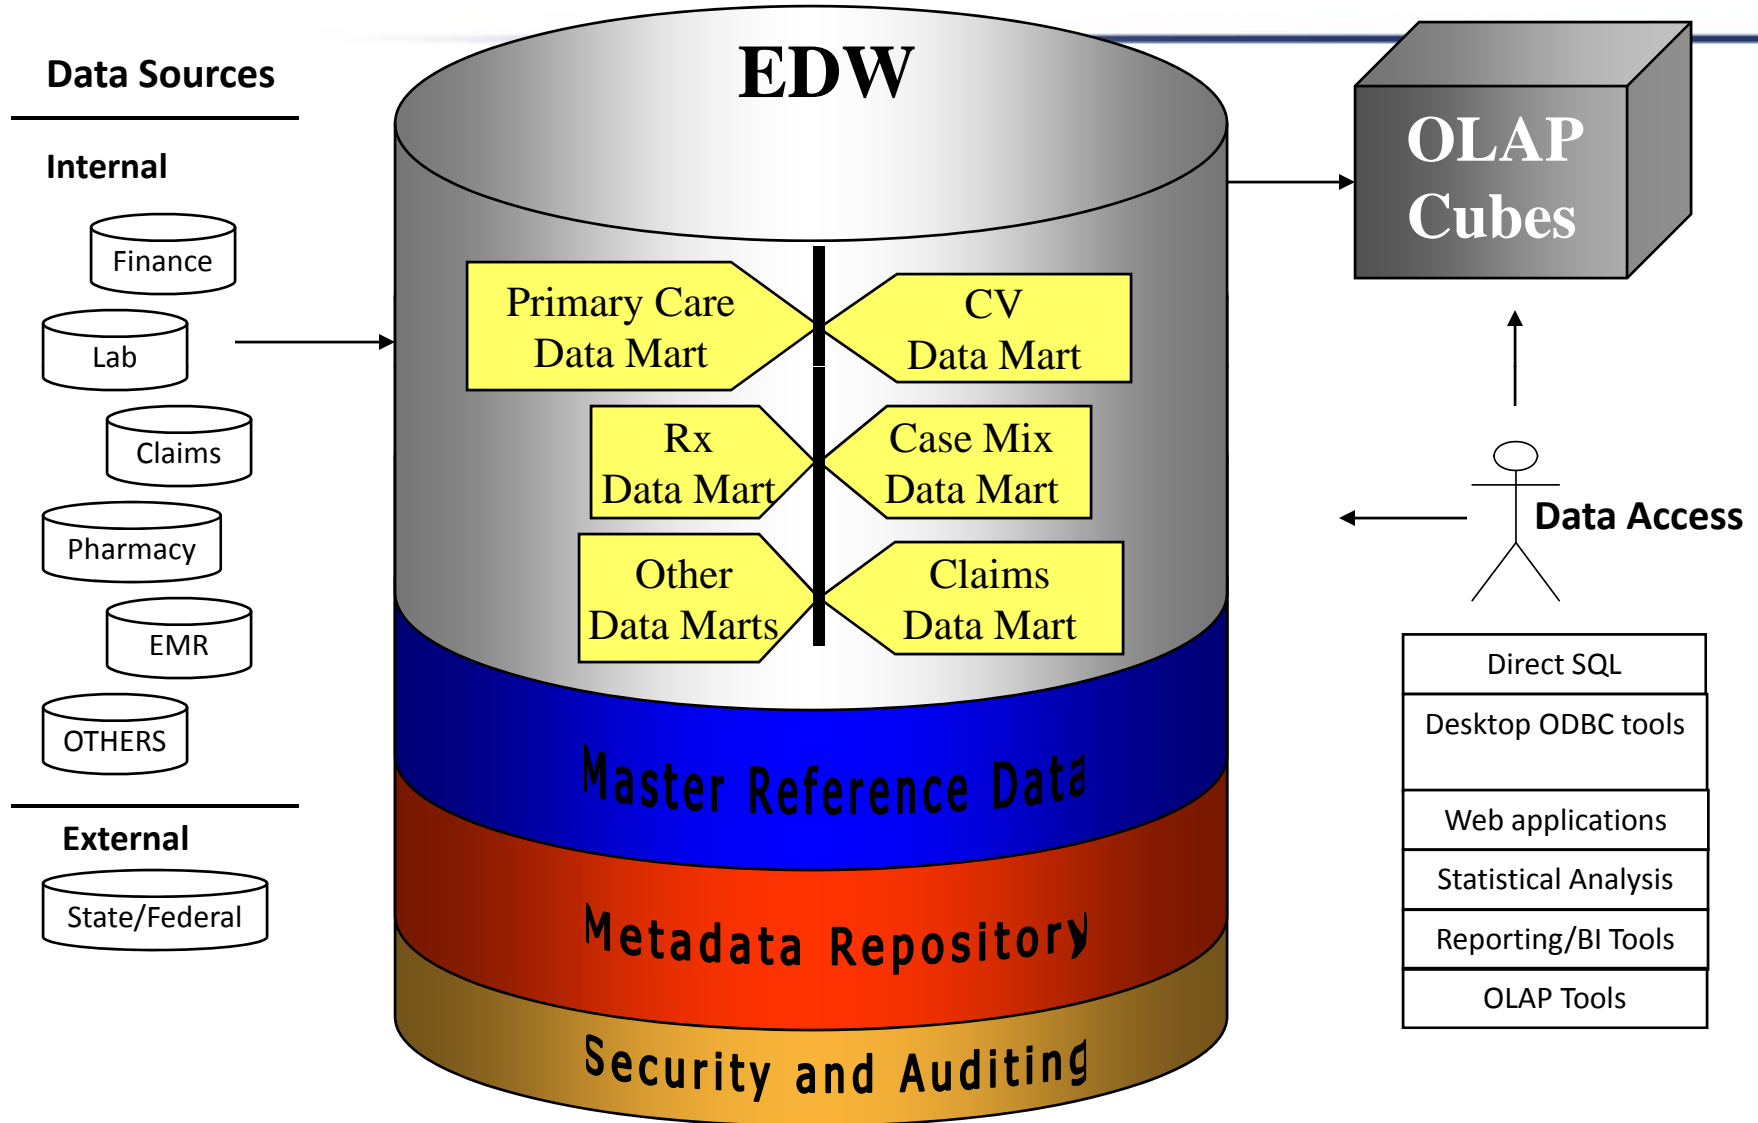 Data Sources
Internal
Finance
Lab
Claims
Pharmacy
EMR
OTHERS
External
State/Federal
EDW
Primary Care
Data Mart
CV
Data Mart
Rx
Data Mart
Case Mix
Data Mart
Other
Data Marts
Claims
Data Mart
Master Reference Data
Metadata Repository
Security and Auditing
OLAP
Cubes
Data Access
Direct SQL
Desktop ODBC tools
Web applications
Statistical Analysis
Reporting/BI Tools
OLAP Tools